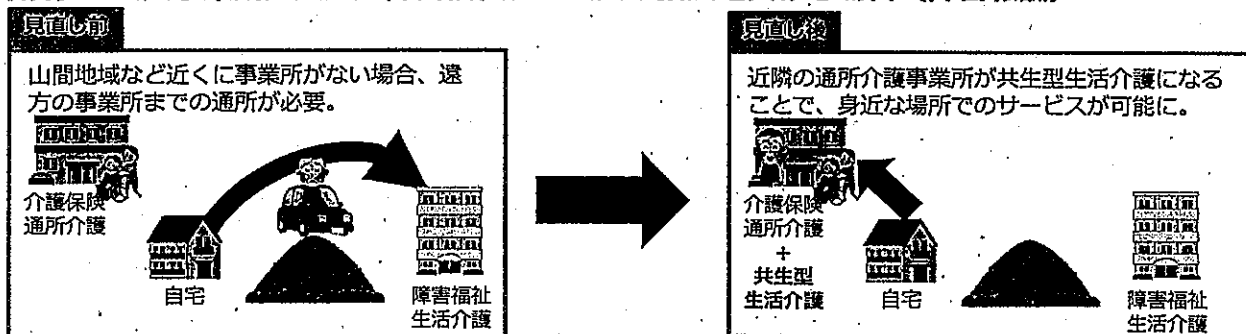 見直し前
山間地域など近くに事業所がない場合、遠
方の事業所までの通所が必要。
介護保険
通所介護
自宅
障害福祉
生活介護
見直し後
近隣の通所介護事業所が共生型生活介護になる
ことで、身近な場所でのサービスが可能に。
介護保険
通所介護
+
共生型
生活介護
自宅
障害福祉
生活介護